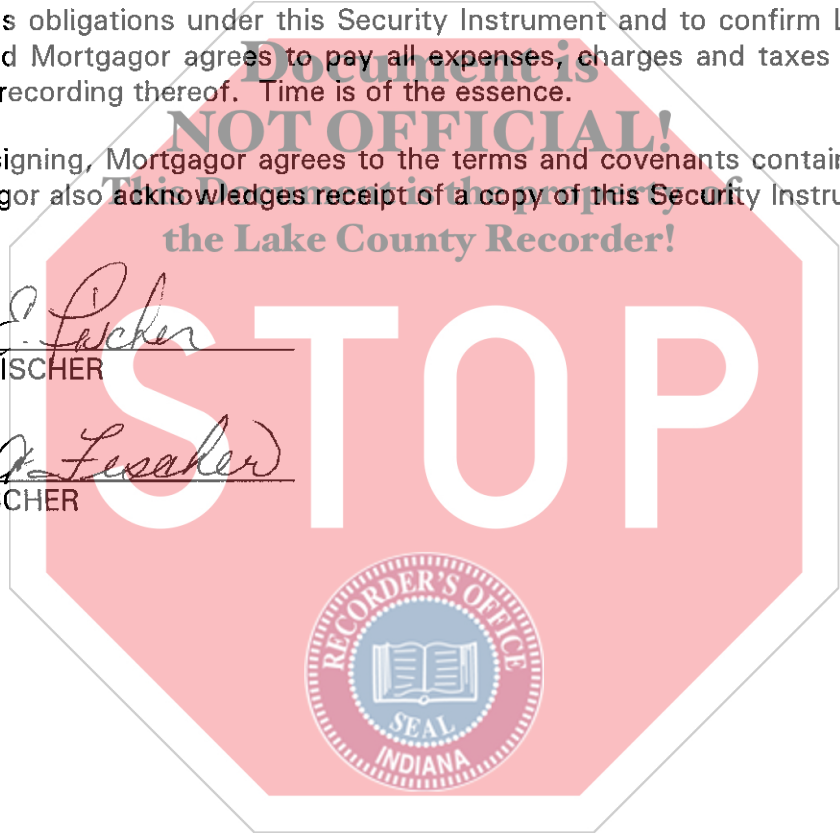 s obligations under this Security Instrument and to confirm L
d Mortgagor agrees to pay all expenses, charges and taxes
Document is
recording thereof. Time is of the essence.
NOT OFFICIAL!
signing, Mortgagor agrees to the terms and covenants contain
gor also acknowledges receipt of a copy of this Security Instru
This Document is the property of
the Lake County Recorder!
E. Fischer
ISCHER
STOP
Fischer
CHER
RECORDER'S OFFICE
SEAL
INDIANA